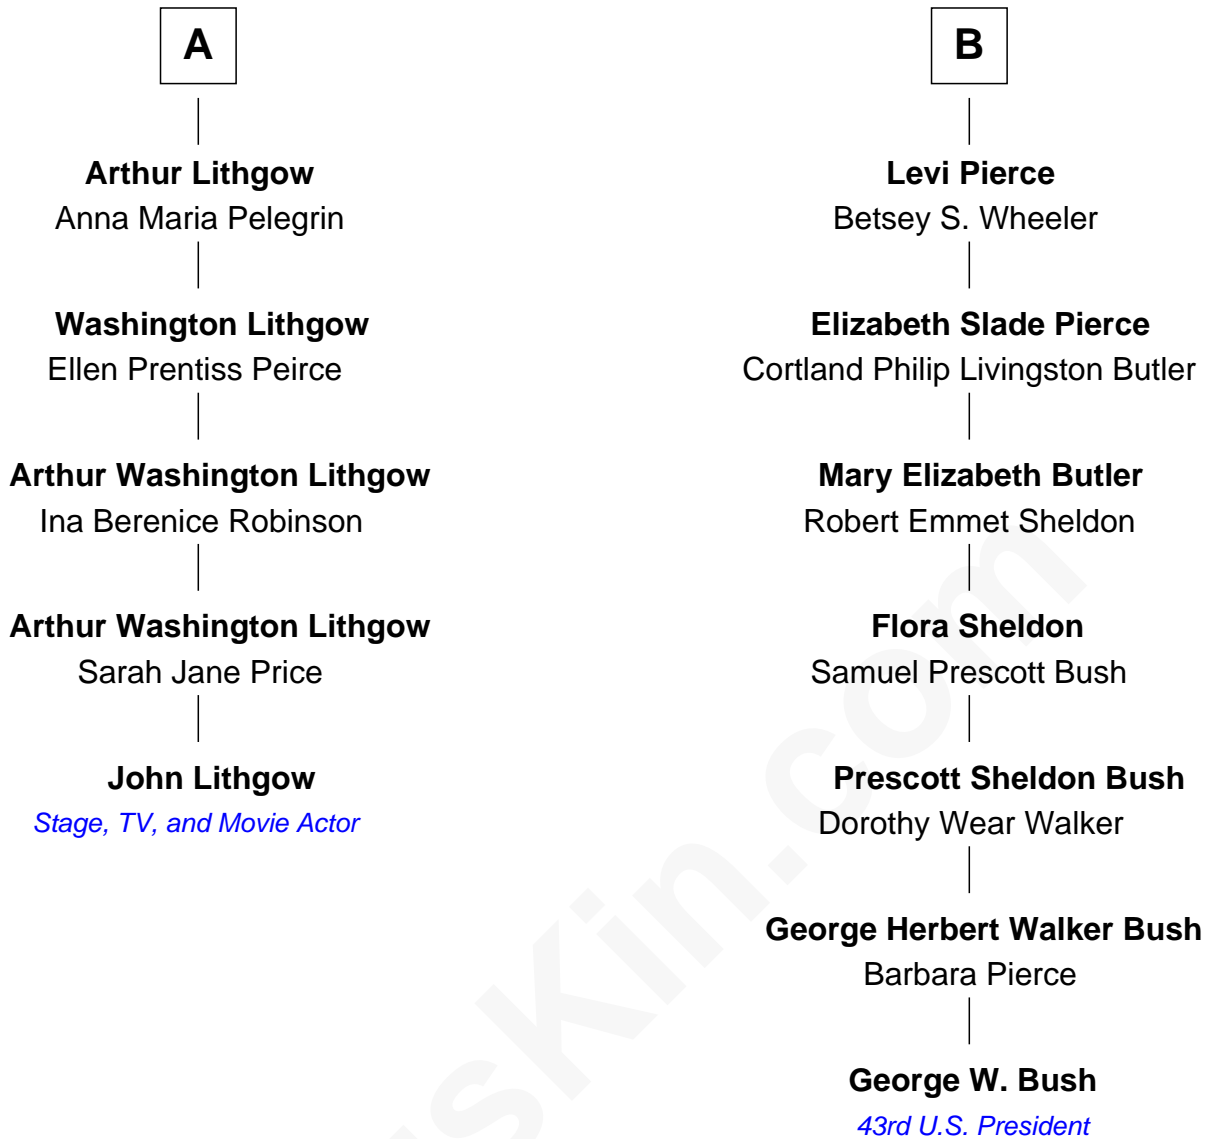 A
Arthur Lithgow
Anna Maria Pelegrin
Washington Lithgow
Ellen Prentiss Peirce
Arthur Washington Lithgow
Ina Berenice Robinson
Arthur Washington Lithgow
Sarah Jane Price
John Lithgow
Stage, TV, and Movie Actor
B
Levi Pierce
Betsey S. Wheeler
Elizabeth Slade Pierce
Cortland Philip Livingston Butler
Mary Elizabeth Butler
Robert Emmet Sheldon
Flora Sheldon
Samuel Prescott Bush
Prescott Sheldon Bush
Dorothy Wear Walker
George Herbert Walker Bush
Barbara Pierce
George W. Bush
43rd U.S. President